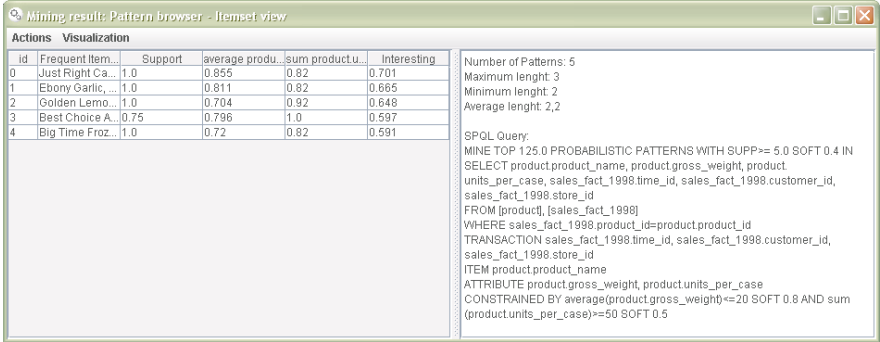 Mining result: Pattern browser - Itemset view
Actions Visualization
id Frequent Item... Support average produ... sum product.u... Interesting
0 Just Right Ca... 1.0 0.855 0.82 0.701
1 Ebony Garlic, ... 1.0 0.811 0.82 0.665
2 Golden Lemo... 1.0 0.704 0.92 0.648
3 Best Choice A... 0.75 0.796 1.0 0.597
4 Big Time Froz... 1.0 0.72 0.82 0.591
Number of Patterns: 5
Maximum lenght: 3
Minimum lenght: 2
Average lenght: 2,2
SPQL Query:
MINE TOP 125.0 PROBABILISTIC PATTERNS WITH SUPP>= 5.0 SOFT 0.4 IN
SELECT product.product_name, product.gross_weight, product.
units_per_case, sales_fact_1998.time_id, sales_fact_1998.customer_id,
sales_fact_1998.store_id
FROM [product], [sales_fact_1998]
WHERE sales_fact_1998.product_id=product.product_id
TRANSACTION sales_fact_1998.time_id, sales_fact_1998.customer_id,
sales_fact_1998.store_id
ITEM product.product_name
ATTRIBUTE product.gross_weight, product.units_per_case
CONSTRAINED BY average(product.gross_weight)<=20 SOFT 0.8 AND sum
(product.units_per_case)>=50 SOFT 0.5